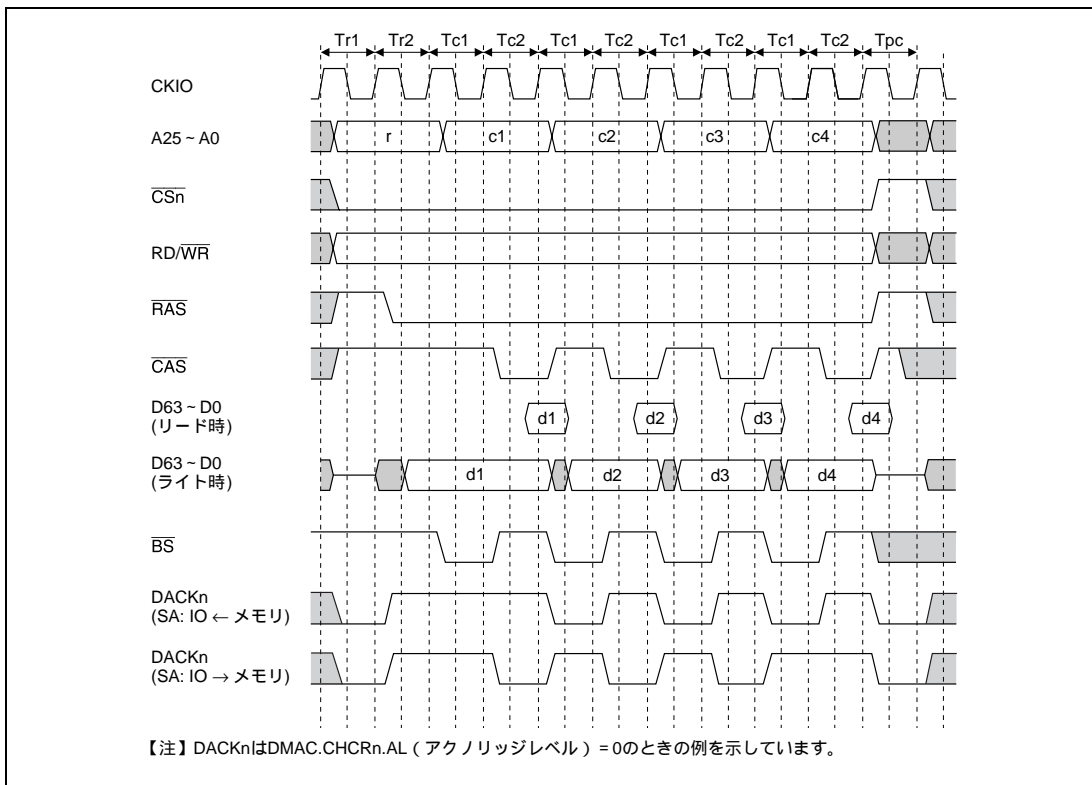 Tr1 Tr2 Tc1 Tc2 Tc1 Tc2 Tc1 Tc2 Tc1 Tc2 Tpc
CKIO
A25 ~ A0 r c1 c2 c3 c4
CSn
RD/WR
RAS
CAS
D63 ~ D0
(リード時) d1 d2 d3 d4
D63 ~ D0
(ライト時) d1 d2 d3 d4
BS
DACKn
(SA: IO ← メモリ)
DACKn
(SA: IO → メモリ)
【注】DACKnはDMAC.CHCRn.AL(アクノリッジレベル)=0のときの例を示しています。